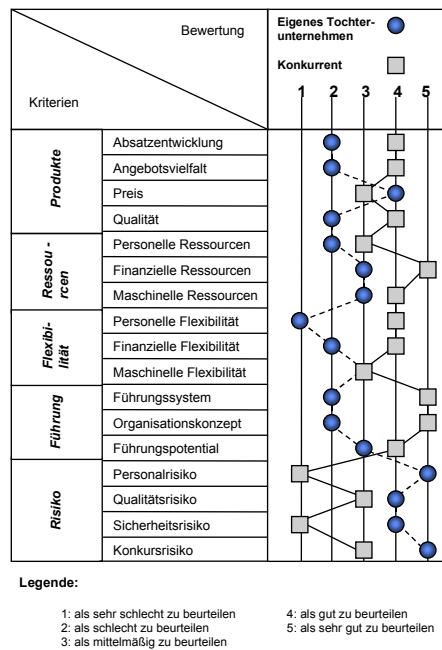 Bewertung
Kriterien
Eigenes Tochter-
unternehmen
Konkurrent
1 2 3 4 5
Produkte
Absatzentwicklung
Angebotsvielfalt
Preis
Qualität
Ressou -
rcen
Personelle Ressourcen
Finanzielle Ressourcen
Maschinelle Ressourcen
Flexibi-
lität
Personelle Flexibilität
Finanzielle Flexibilität
Maschinelle Flexibilität
Führung
Führungssystem
Organisationskonzept
Führungspotential
Risiko
Personalrisiko
Qualitätsrisiko
Sicherheitsrisiko
Konkursrisiko
Legende:
1: als sehr schlecht zu beurteilen
2: als schlecht zu beurteilen
3: als mittelmäßig zu beurteilen
4: als gut zu beurteilen
5: als sehr gut zu beurteilen